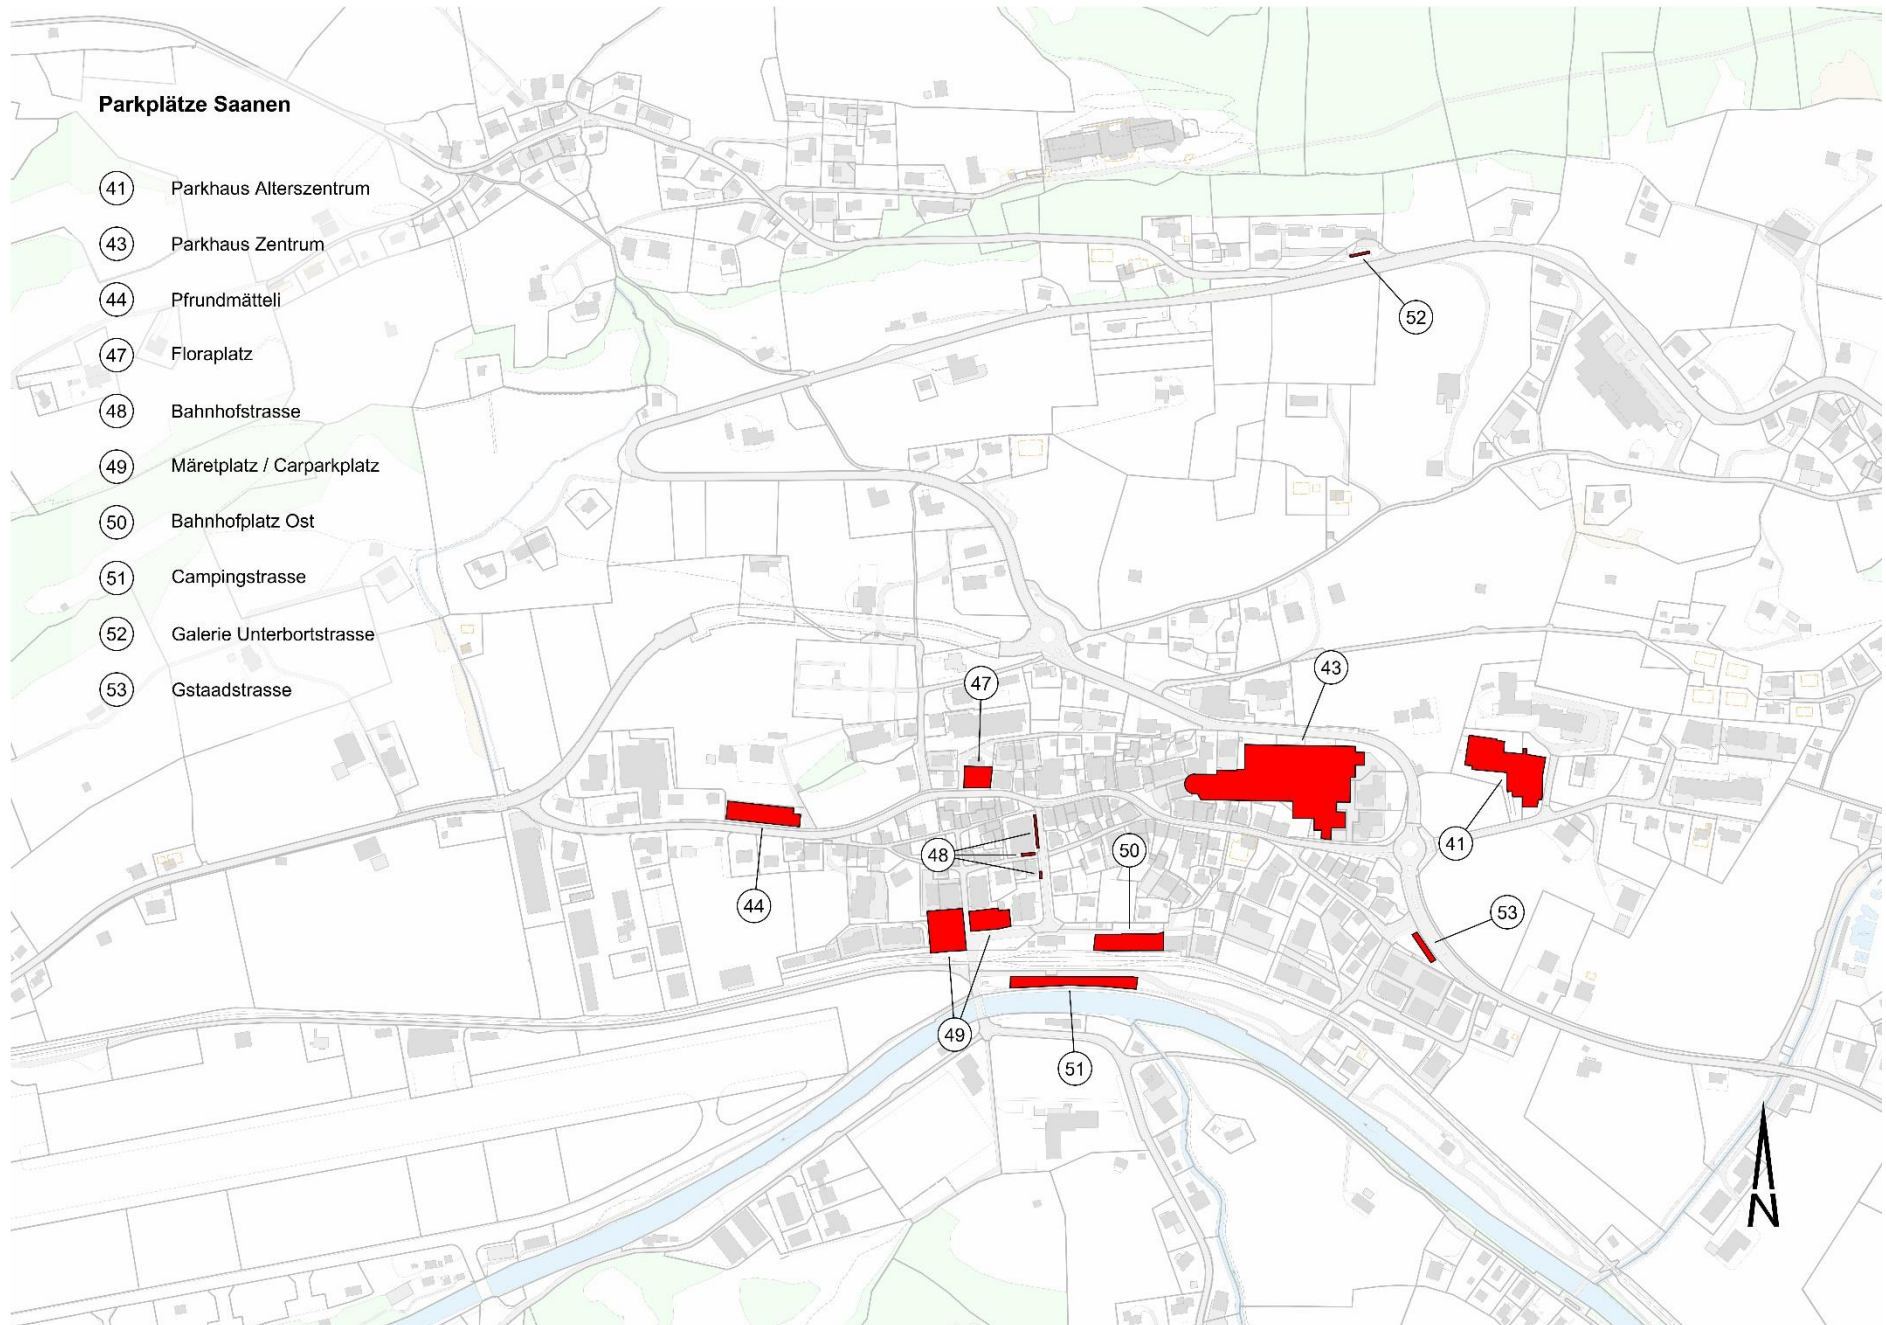 Parkplätze Saanen
41 Parkhaus Alterszentrum
43 Parkhaus Zentrum
44 Pfrundmätteli
47 Floraplatz
48 Bahnhofstrasse
49 Märetplatz / Carparkplatz
50 Bahnhofplatz Ost
51 Campingstrasse
52 Galerie Unterbortstrasse
53 Gstaadstrasse
52
43
47
41
48
50
44
53
49
51
N